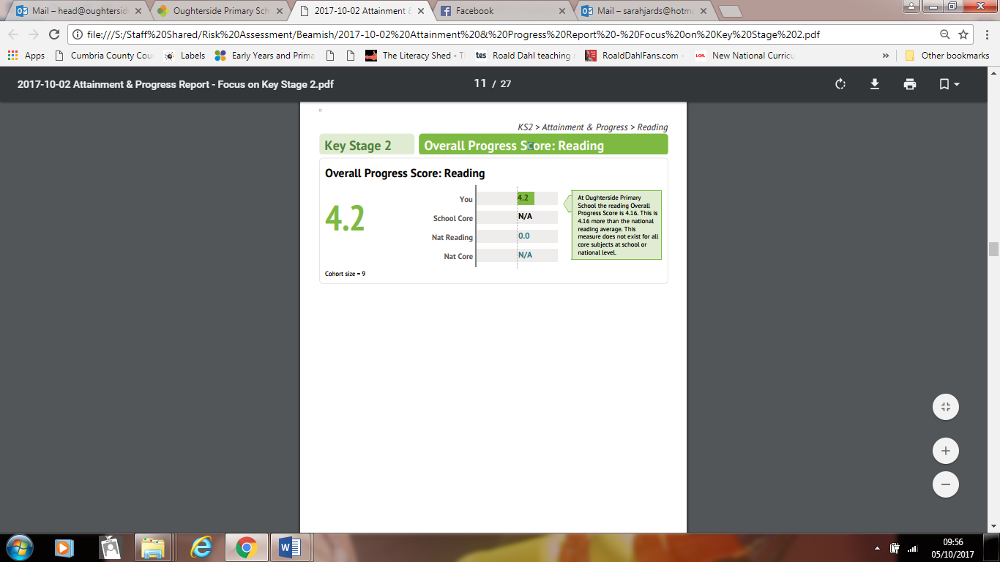 Mail – head@oughtersid
Oughterside Primary Sch
2017-10-02 Attainment &
Facebook
Mail – sarahjards@hotma
file:///S:/Staff%20Shared/Risk%20Assessment/Beamish/2017-10-02%20Attainment%20&%20Progress%20Report%20-%20Focus%20on%20Key%20Stage%202.pdf
Apps
Cumbria County Cou
Labels
Early Years and Prima
The Literacy Shed - T
tes
Roald Dahl teaching
RoaldDahlFans.com -
LGfL
New National Curricu
»
Other bookmarks
2017-10-02 Attainment & Progress Report - Focus on Key Stage 2.pdf
11 / 27
KS2 > Attainment & Progress > Reading
Key Stage 2
Overall Progress Score: Reading
Overall Progress Score: Reading
4.2
You 4.2
School Core N/A
Nat Reading 0.0
Nat Core N/A
At Oughterside Primary
School the reading Overall
Progress Score is 4.16. This is
4.16 more than the national
reading average. This
measure does not exist for all
core subjects at school or
national level.
Cohort size = 9
09:56
05/10/2017